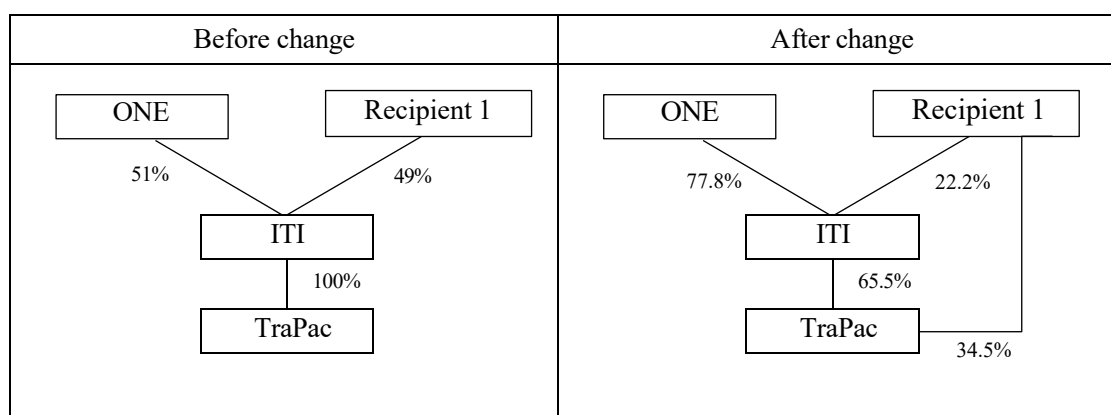 Before change
After change
ONE
Recipient 1
51%
49%
ITI
100%
TraPac
ONE
Recipient 1
77.8%
22.2%
ITI
65.5%
TraPac
34.5%